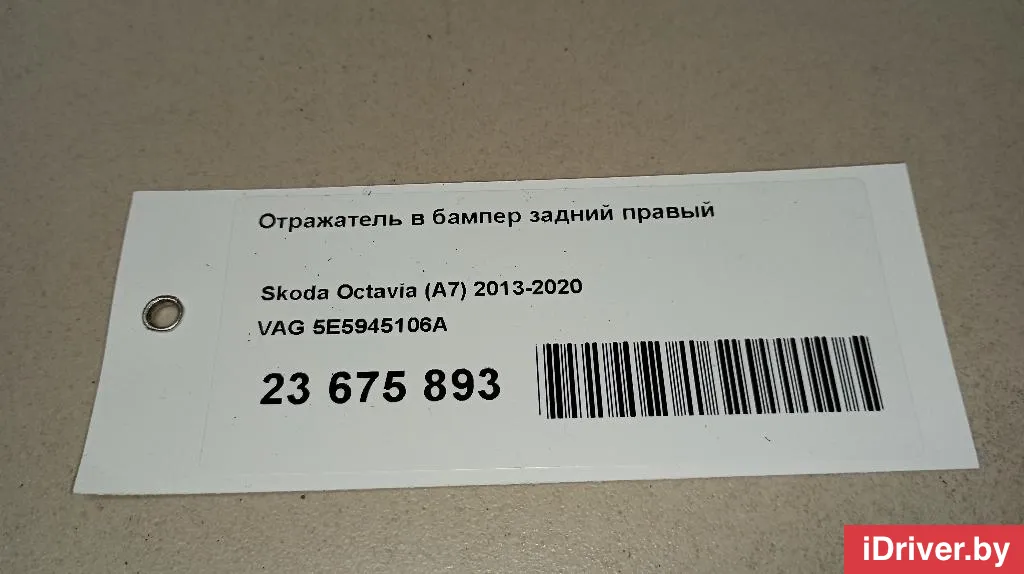 Отражатель в бампер задний правый
Skoda Octavia (A7) 2013-2020
VAG 5E5945106A
23 675 893
iDriver.by